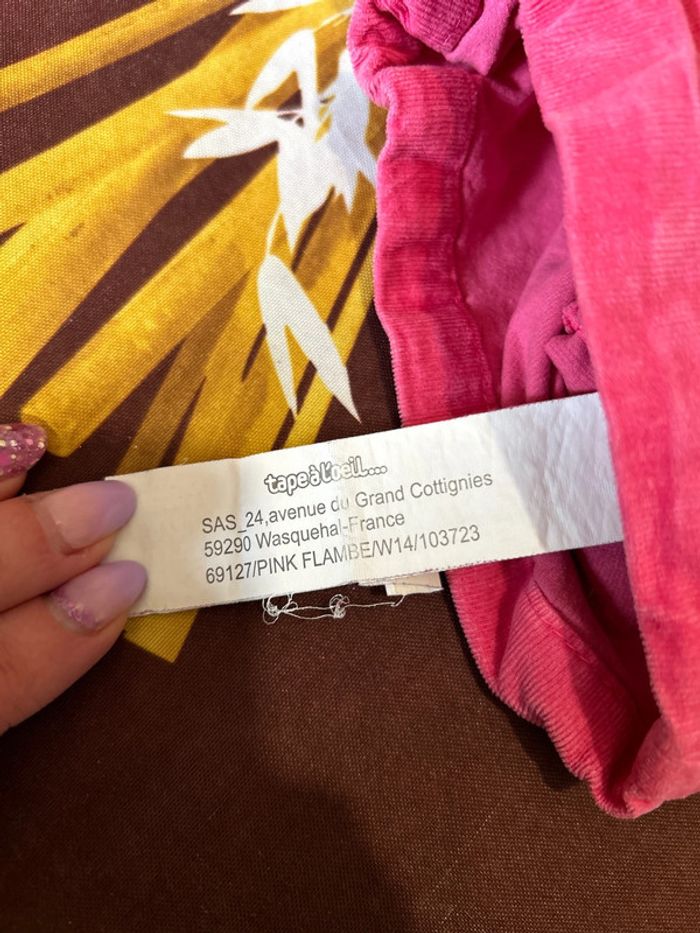 tape à l'oeil...
SAS_24,avenue du Grand Cottignies
59290 Wasquehal-France
69127/PINK FLAMBE/W14/103723